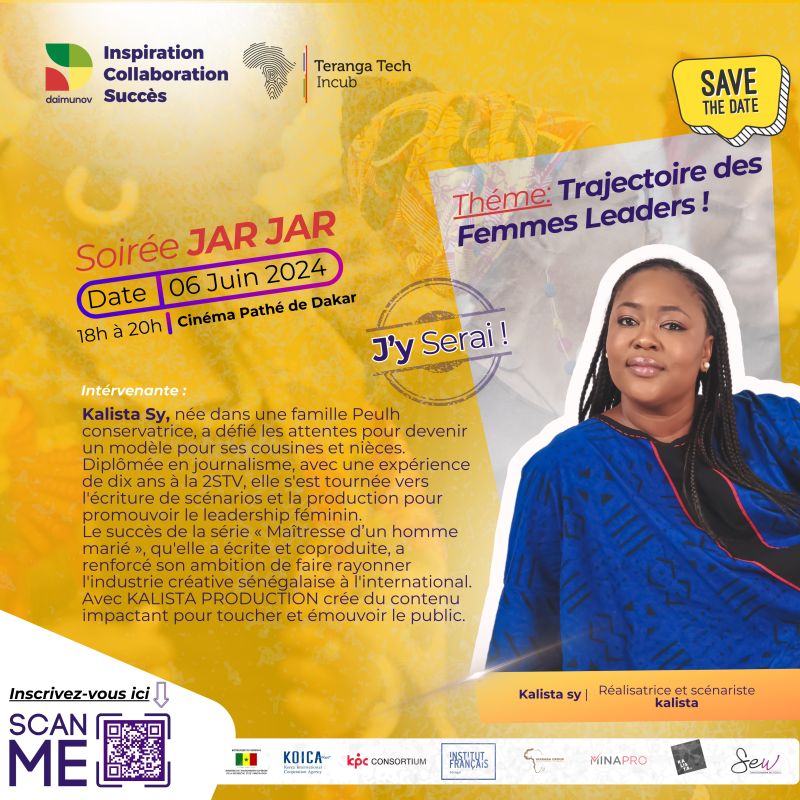 daimunov
Inspiration
Collaboration
Succès
Teranga Tech
Incub
SAVE
THE DATE
Théme: Trajectoire des
Femmes Leaders !
Soirée JAR JAR
Date 06 Juin 2024
18h à 20h Cinéma Pathé de Dakar
J'y Serai !
Intérvenante :
Kalista Sy, née dans une famille Peulh
conservatrice, a défié les attentes pour devenir
un modèle pour ses cousines et nièces.
Diplômée en journalisme, avec une expérience
de dix ans à la 2STV, elle s'est tournée vers
l'écriture de scénarios et la production pour
promouvoir le leadership féminin.
Le succès de la série « Maîtresse d’un homme
marié », qu'elle a écrite et coproduite, a
renforcé son ambition de faire rayonner
l'industrie créative sénégalaise à l'international.
Avec KALISTA PRODUCTION crée du contenu
impactant pour toucher et émouvoir le public.
Kalista sy | Réalisatrice et scénariste
kalista
Inscrivez-vous ici
SCAN
ME
KOICA
Korea International
Cooperation Agency
kpc CONSORTIUM
INSTITUT
FRANÇAIS
MINAPRO
Sew